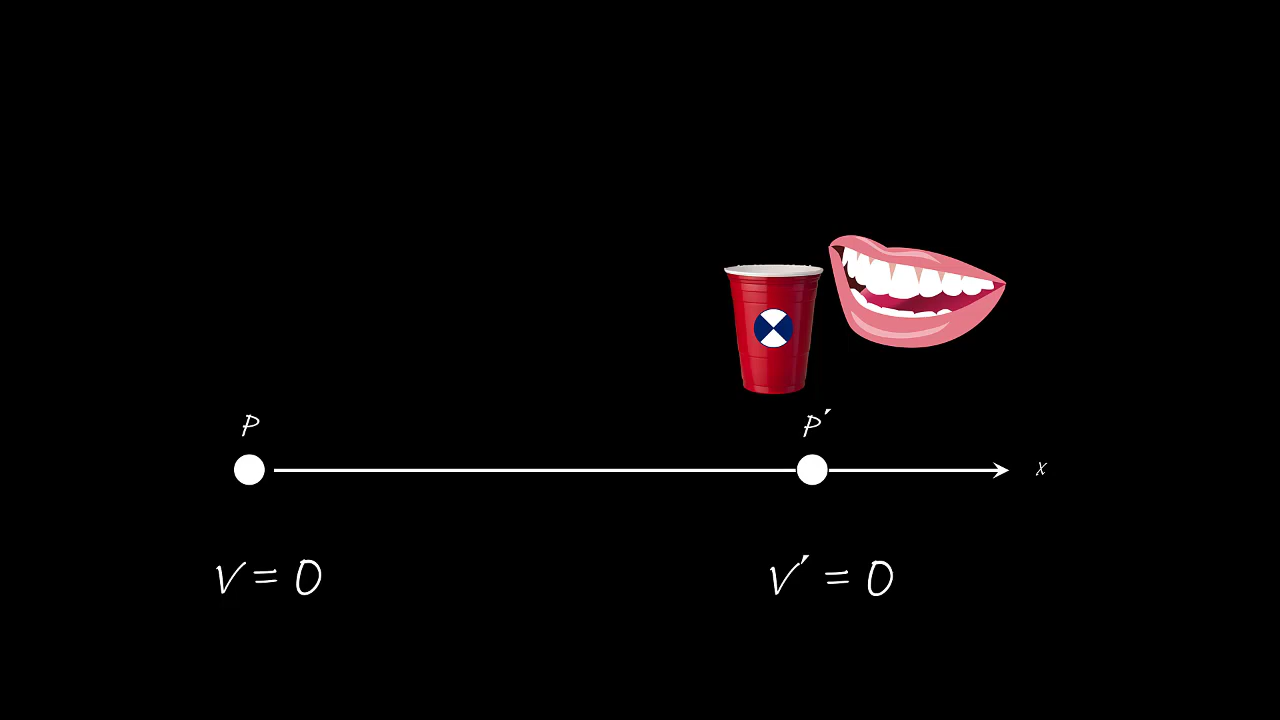 P P′
x
V = 0 V′ = 0